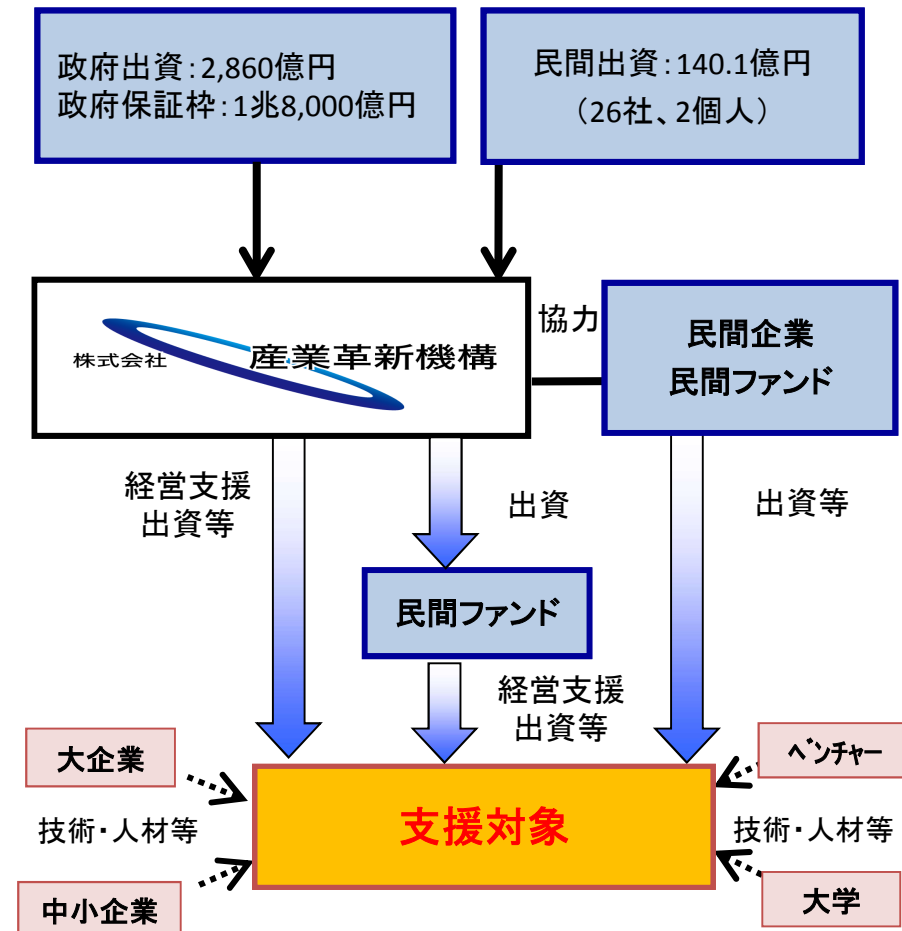 政府出資：2,860億円
政府保証枠：1兆8,000億円
民間出資：140.1億円
（26社、2個人）
株式会社 産業革新機構
協力
民間企業
民間ファンド
経営支援
出資等
出資
出資等
民間ファンド
経営支援
出資等
大企業
ベンチャー
支援対象
技術・人材等
技術・人材等
中小企業
大学